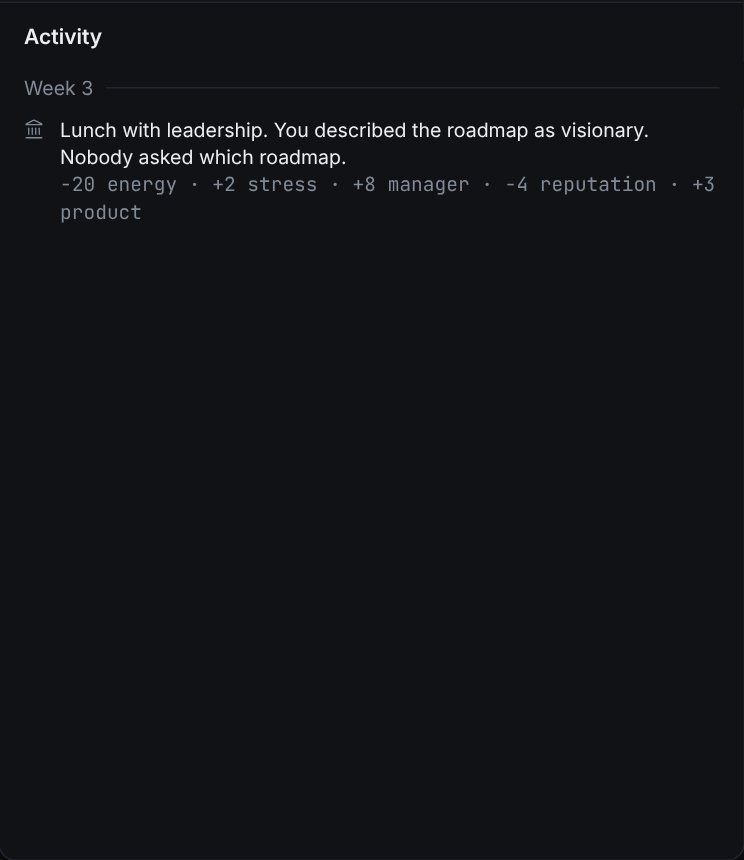 Activity
Week 3
Lunch with leadership. You described the roadmap as visionary.
Nobody asked which roadmap.
-20 energy · +2 stress · +8 manager · -4 reputation · +3
product